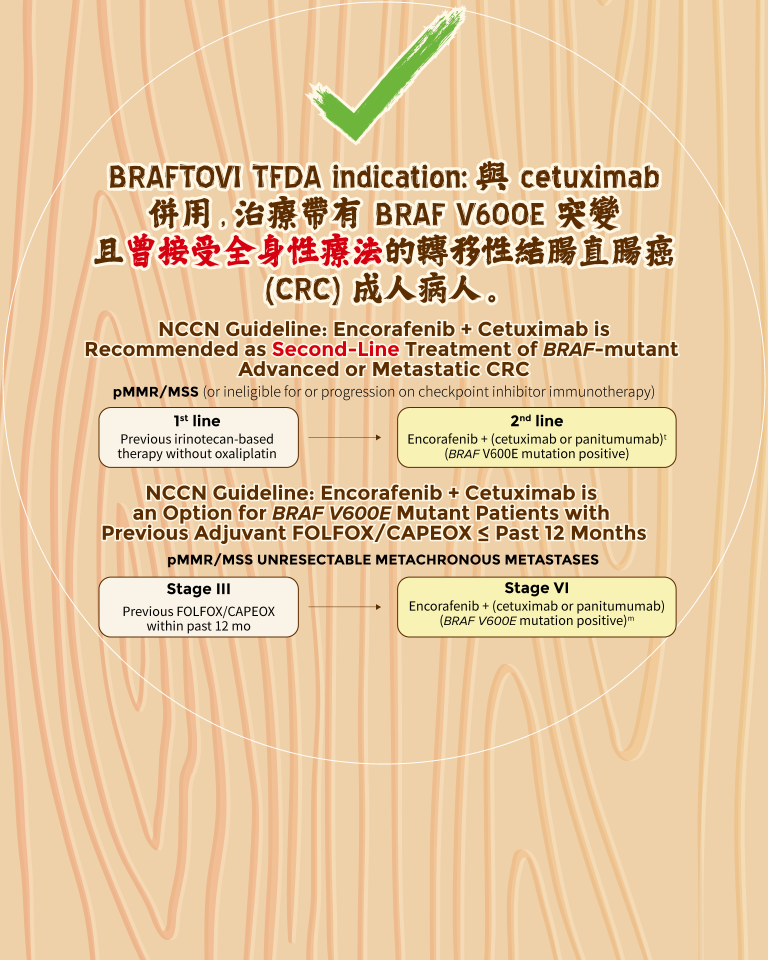 BRAFTOVI TFDA indication: 與 cetuximab
併用，治療帶有 BRAF V600E 突變
且曾接受全身性療法的轉移性結腸直腸癌
(CRC) 成人病人。
NCCN Guideline: Encorafenib + Cetuximab is
Recommended as Second-Line Treatment of BRAF-mutant
Advanced or Metastatic CRC
pMMR/MSS (or ineligible for or progression on checkpoint inhibitor immunotherapy)
1st line
Previous irinotecan-based
therapy without oxaliplatin
2nd line
Encorafenib + (cetuximab or panitumumab)t
(BRAF V600E mutation positive)
NCCN Guideline: Encorafenib + Cetuximab is
an Option for BRAF V600E Mutant Patients with
Previous Adjuvant FOLFOX/CAPEOX ≤ Past 12 Months
pMMR/MSS UNRESECTABLE METACHRONOUS METASTASES
Stage III
Previous FOLFOX/CAPEOX
within past 12 mo
Stage VI
Encorafenib + (cetuximab or panitumumab)
(BRAF V600E mutation positive)m